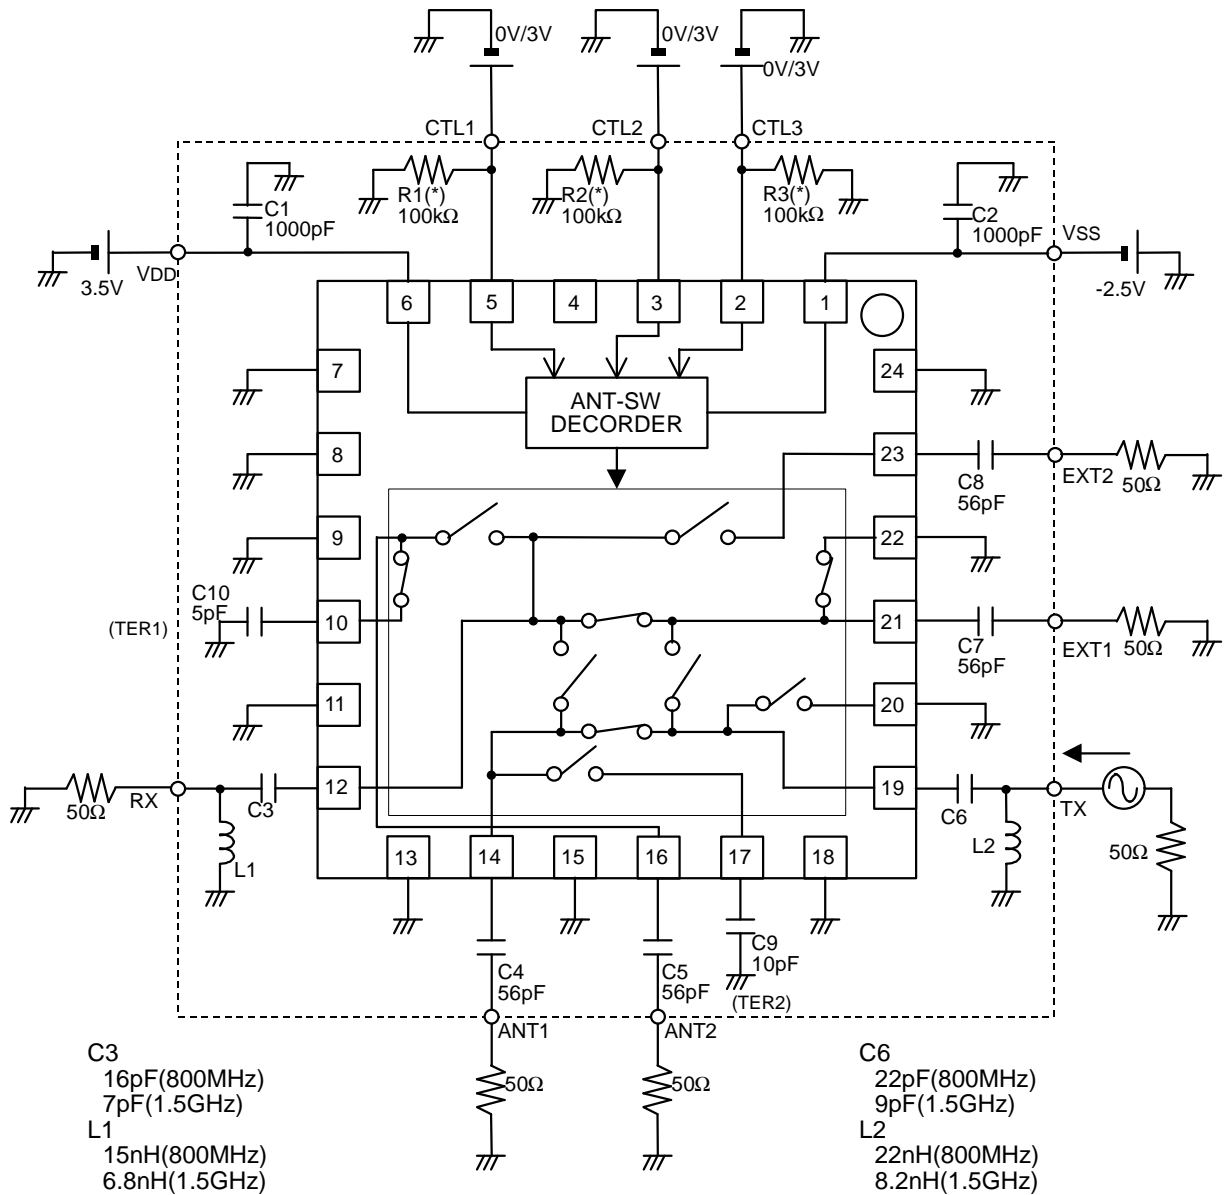 0V/3V
0V/3V
0V/3V
CTL1
CTL2
CTL3
R1(*)
100kΩ
R2(*)
100kΩ
R3(*)
100kΩ
C1
1000pF
C2
1000pF
VDD
3.5V
VSS
-2.5V
6
5
4
3
2
1
7
24
ANT-SW
DECORDER
8
23
C8
56pF
EXT2
50Ω
9
22
C10
5pF
(TER1)
10
21
C7
56pF
EXT1
50Ω
11
20
12
19
50Ω
RX
C3
L1
C6
L2
TX
50Ω
13
14
15
16
17
18
C4
56pF
C5
56pF
C9
10pF
(TER2)
ANT1
ANT2
50Ω
50Ω
C3
16pF(800MHz)
7pF(1.5GHz)
L1
15nH(800MHz)
6.8nH(1.5GHz)
C6
22pF(800MHz)
9pF(1.5GHz)
L2
22nH(800MHz)
8.2nH(1.5GHz)